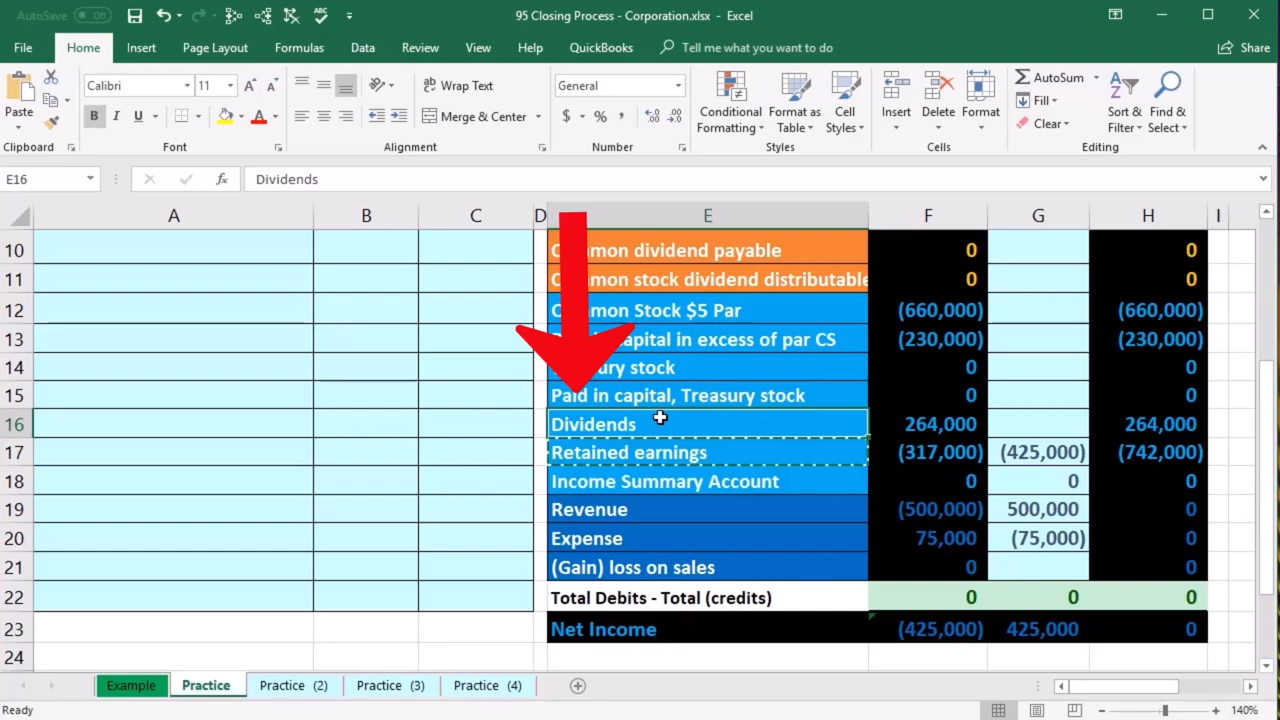 AutoSave Off 95 Closing Process - Corporation.xlsx - Excel
File Home Insert Page Layout Formulas Data Review View Help QuickBooks Tell me what you want to do Share
Paste Calibri 11 Wrap Text General Conditional Formatting Format as Table Cell Styles Insert Delete Format AutoSum Fill Clear Sort & Filter Find & Select
B I U A Merge & Center $ %
Clipboard Font Alignment Number Styles Cells Editing
E16 fx Dividends
A B C D E F G H I
10 mon dividend payable 0 0
11 mon stock dividend distributable 0 0
12 mon Stock $5 Par (660,000) (660,000)
13 apital in excess of par CS (230,000) (230,000)
14 ury stock 0 0
15 Paid in capital, Treasury stock 0 0
16 Dividends 264,000 264,000
17 Retained earnings (317,000) (425,000) (742,000)
18 Income Summary Account 0 0 0
19 Revenue (500,000) 500,000 0
20 Expense 75,000 (75,000) 0
21 (Gain) loss on sales 0 0
22 Total Debits - Total (credits) 0 0 0
23 Net Income (425,000) 425,000 0
24
Example Practice Practice (2) Practice (3) Practice (4)
Ready 140%